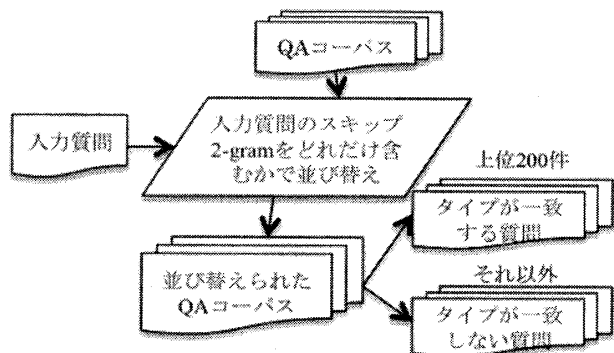 QAコーパス
入力質問
入力質問のスキップ
2-gramをどれだけ含
むかで並び替え
上位200件
タイプが一致
する質問
並び替えられた
QAコーパス
それ以外
タイプが一致
しない質問